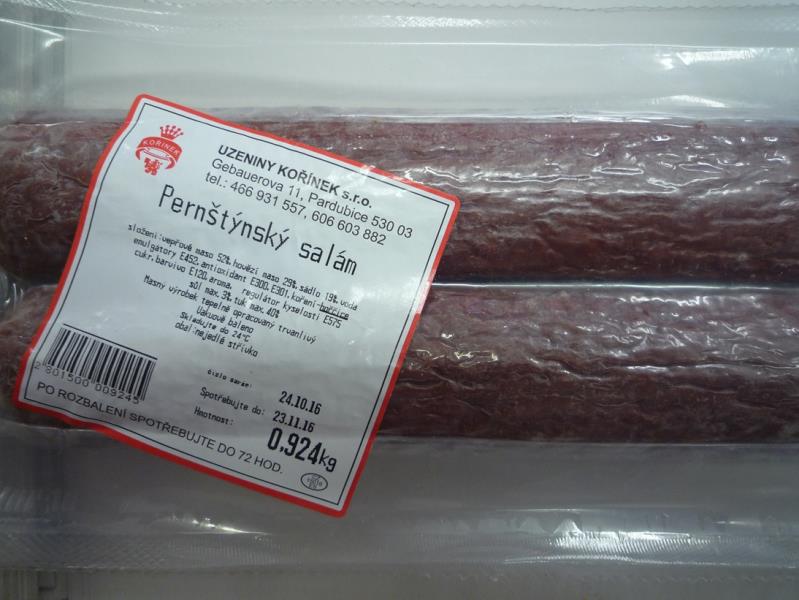 KOŘÍNEK
UZENINY KOŘÍNEK s.r.o.
Gebauerova 11, Pardubice 530 03
tel.: 466 931 557, 606 603 882
Pernštýnský salám
složení:vepřové maso 52%,hovězí maso 29%,sádlo 19%,voda
emulgátory E452,antioxidant E300,E301,koření-hořčice
cukr,barvivo E120,aroma, regulátor kyselosti E575
sůl max.3%,tuk max.40%
Masný výrobek tepelně opracovaný trvanlivý
Vakuově baleno
Skladujte do 24°C
obal:nejedlé střívko
2 801500 009245
číslo šarže: 24.10.16
Spotřebujte do: 23.11.16
Hmotnost: 0,924kg
PO ROZBALENÍ SPOTŘEBUJTE DO 72 HOD.